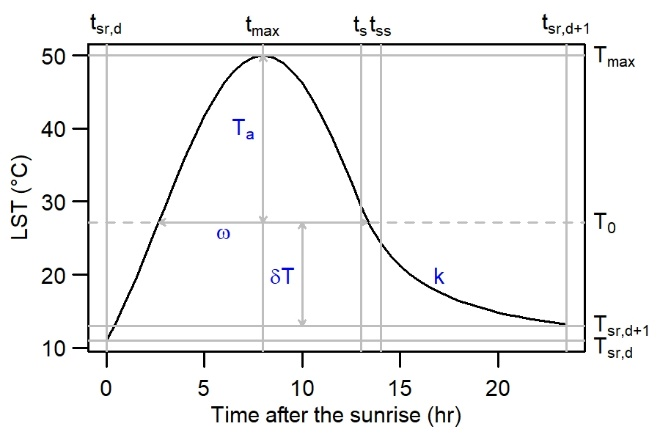 t_sr,d t_max t_s t_ss t_sr,d+1
50 T_max
40 T_a
LST (°C)
30
T_0
ω
20 δT k
T_sr,d+1
10 T_sr,d
0 5 10 15 20
Time after the sunrise (hr)